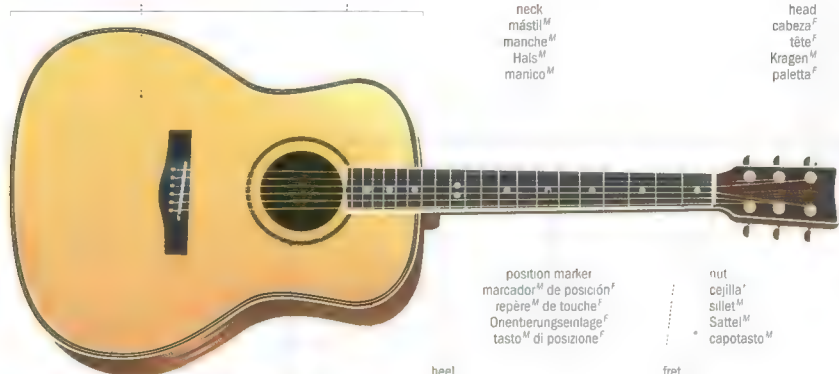 neck
mástil^M
manche^M
Hals^M
manico^M
head
cabeza^F
tête^F
Kragen^M
paletta^F
position marker
marcador^M de posición^F
repère^M de touche^F
Orientierungseinlage^F
tasto^M di posizione^F
nut
cejilla^F
sillet^M
Sattel^M
capotasto^M
heel
fret